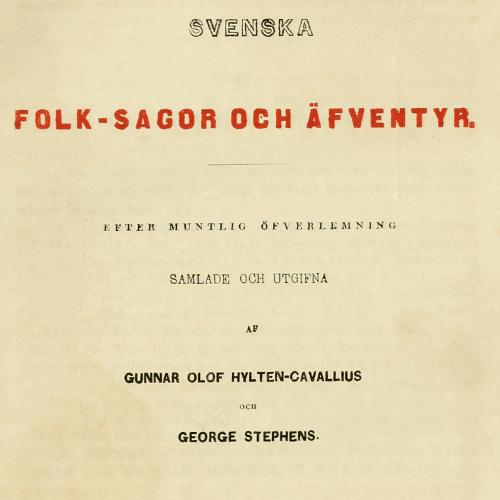 SVENSKA
FOLK-SAGOR OCH ÄFVENTYR.
EFTER MUNTLIG ÖFVERLEMNING
SAMLADE OCH UTGIFNA
AF
GUNNAR OLOF HYLTEN-CAVALLIUS
OCH
GEORGE STEPHENS.